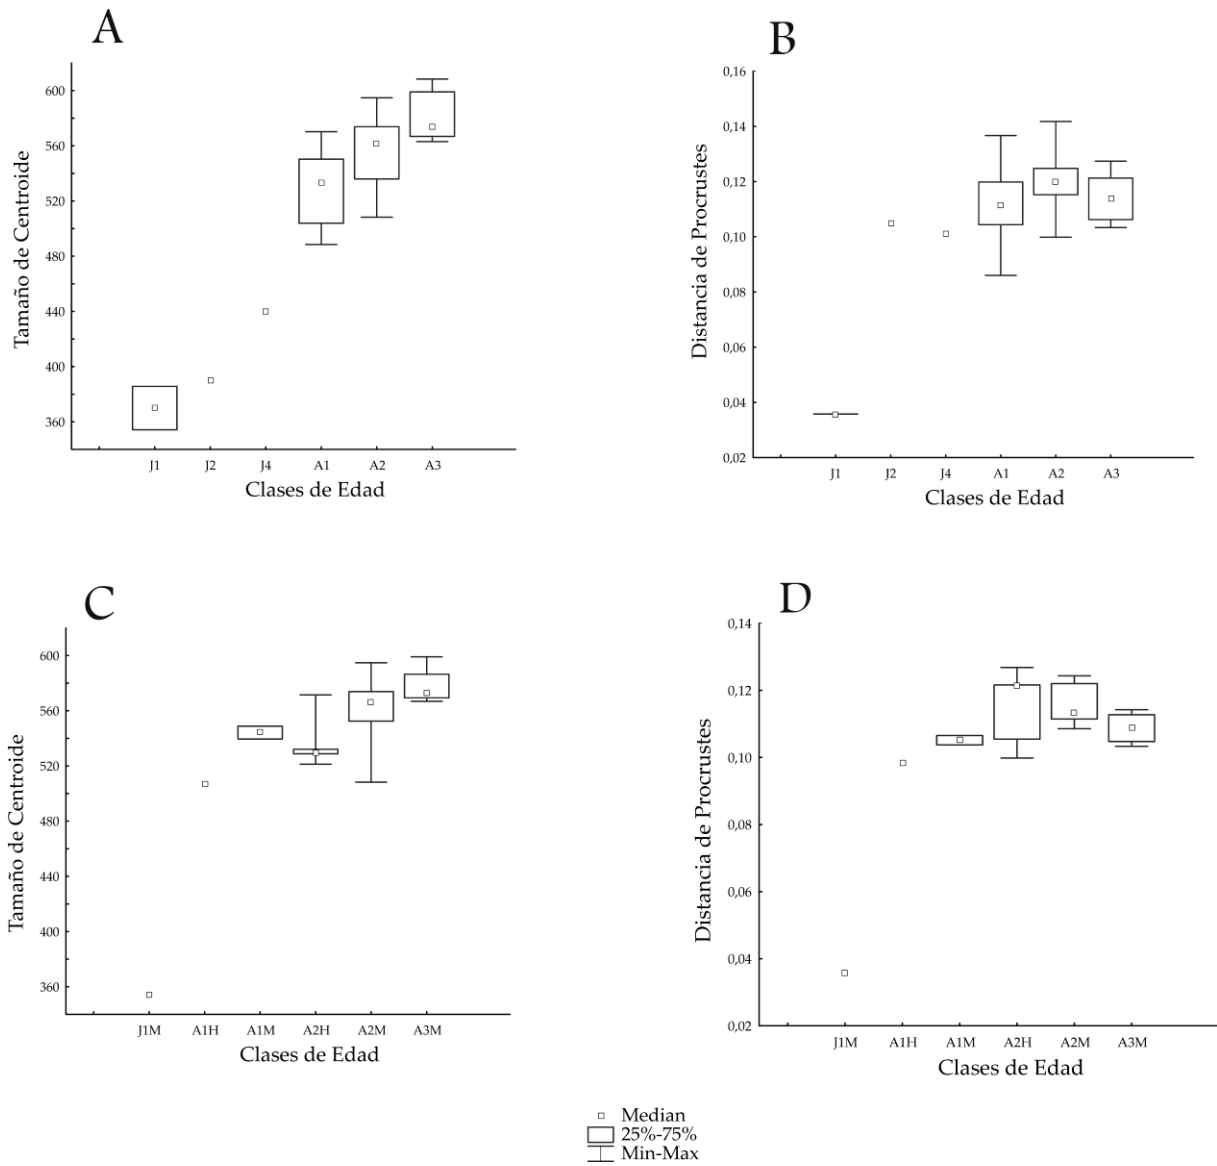 A
600
560
520
480
440
400
360
Tamaño de Centroide
J1 J2 J4 A1 A2 A3
Clases de Edad
B
0,16
0,14
0,12
0,10
0,08
0,06
0,04
0,02
Distancia de Procrustes
J1 J2 J4 A1 A2 A3
Clases de Edad
C
600
560
520
480
440
400
360
Tamaño de Centroide
J1M A1H A1M A2H A2M A3M
Clases de Edad
D
0,14
0,12
0,10
0,08
0,06
0,04
0,02
Distancia de Procrustes
J1M A1H A1M A2H A2M A3M
Clases de Edad
Median
25%-75%
Min-Max